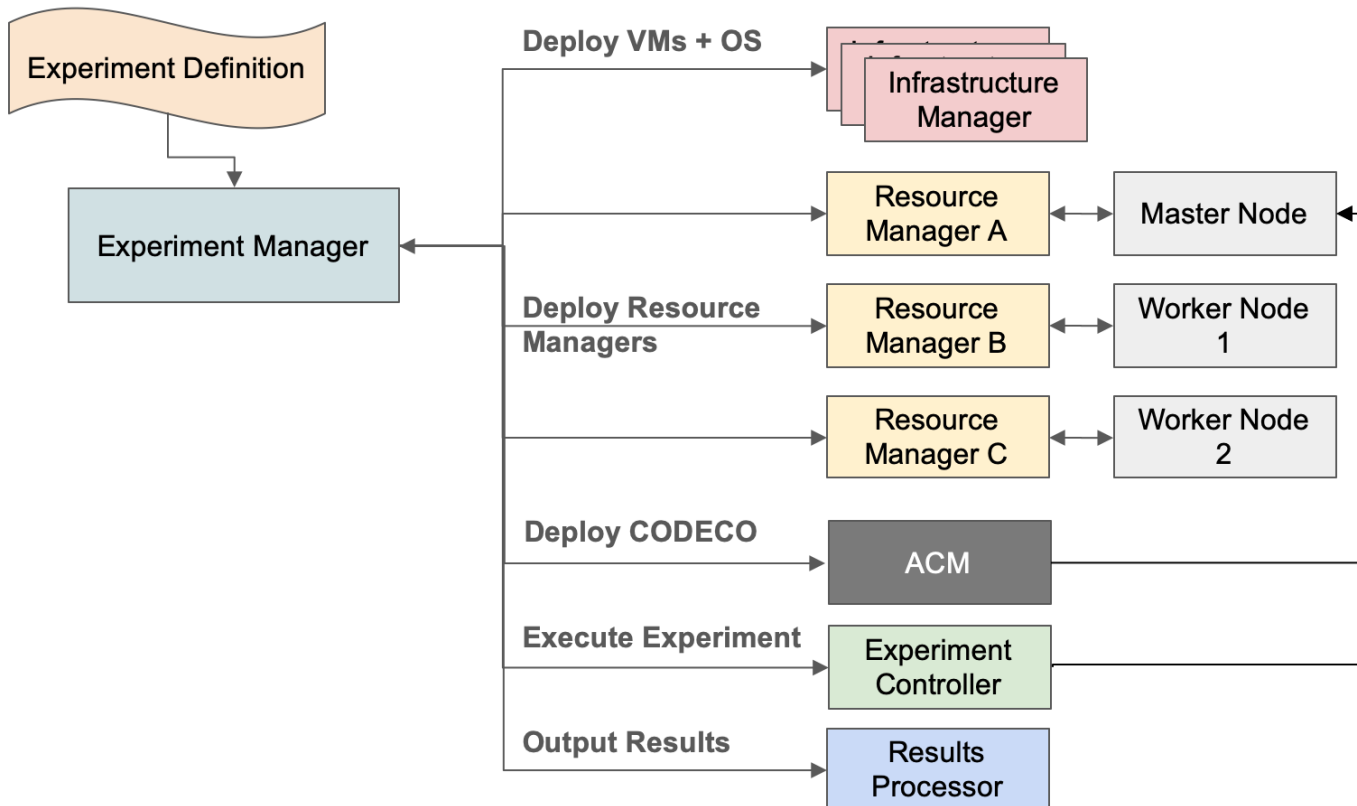 Experiment Definition
Deploy VMs + OS
Infrastructure
Manager
Experiment Manager
Resource
Manager A
Master Node
Deploy Resource
Managers
Resource
Manager B
Worker Node
1
Resource
Manager C
Worker Node
2
Deploy CODECO
ACM
Execute Experiment
Experiment
Controller
Output Results
Results
Processor